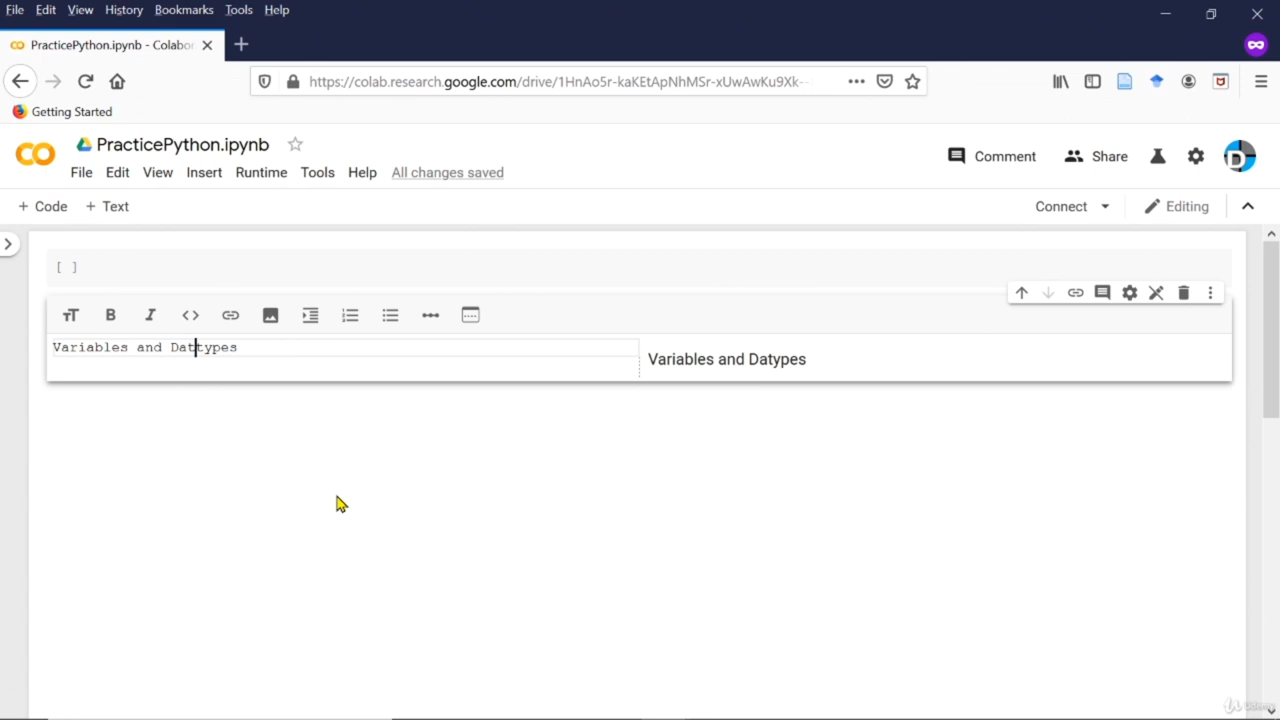 File Edit View History Bookmarks Tools Help
PracticePython.ipynb - Colabor
https://colab.research.google.com/drive/1HnAo5r-kaKEtApNhMSr-xUwAwKu9Xk-
Getting Started
PracticePython.ipynb
Comment Share
File Edit View Insert Runtime Tools Help All changes saved
+ Code + Text Connect Editing
[ ]
Variables and Dattypes
Variables and Datypes
Udemy